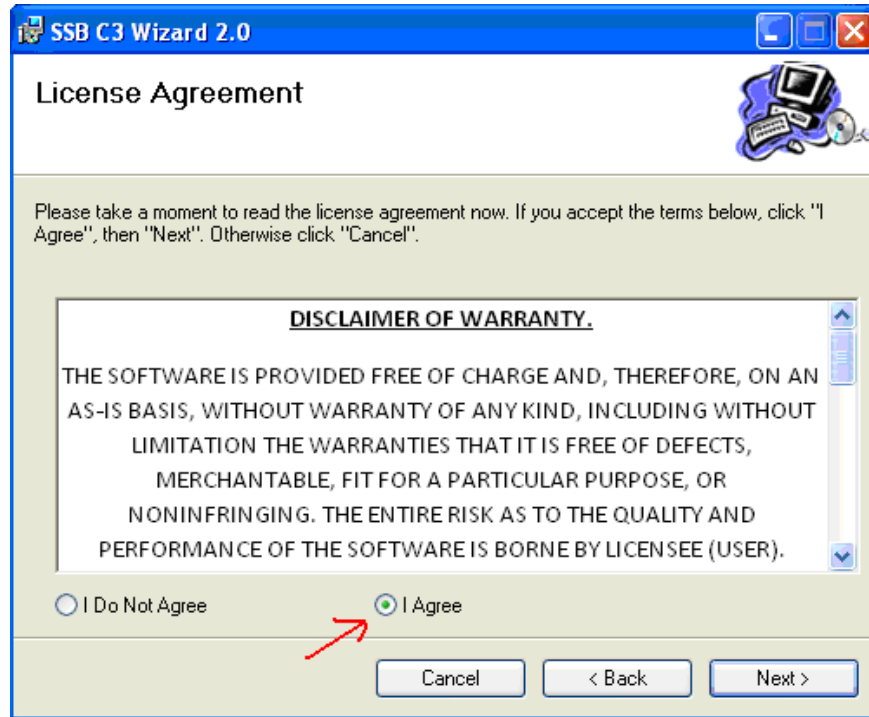 SSB C3 Wizard 2.0
License Agreement
Please take a moment to read the license agreement now. If you accept the terms below, click "I
Agree", then "Next". Otherwise click "Cancel".
DISCLAIMER OF WARRANTY.
THE SOFTWARE IS PROVIDED FREE OF CHARGE AND, THEREFORE, ON AN
AS-IS BASIS, WITHOUT WARRANTY OF ANY KIND, INCLUDING WITHOUT
LIMITATION THE WARRANTIES THAT IT IS FREE OF DEFECTS,
MERCHANTABLE, FIT FOR A PARTICULAR PURPOSE, OR
NONINFRINGING. THE ENTIRE RISK AS TO THE QUALITY AND
PERFORMANCE OF THE SOFTWARE IS BORNE BY LICENSEE (USER).
I Do Not Agree I Agree
Cancel < Back Next >